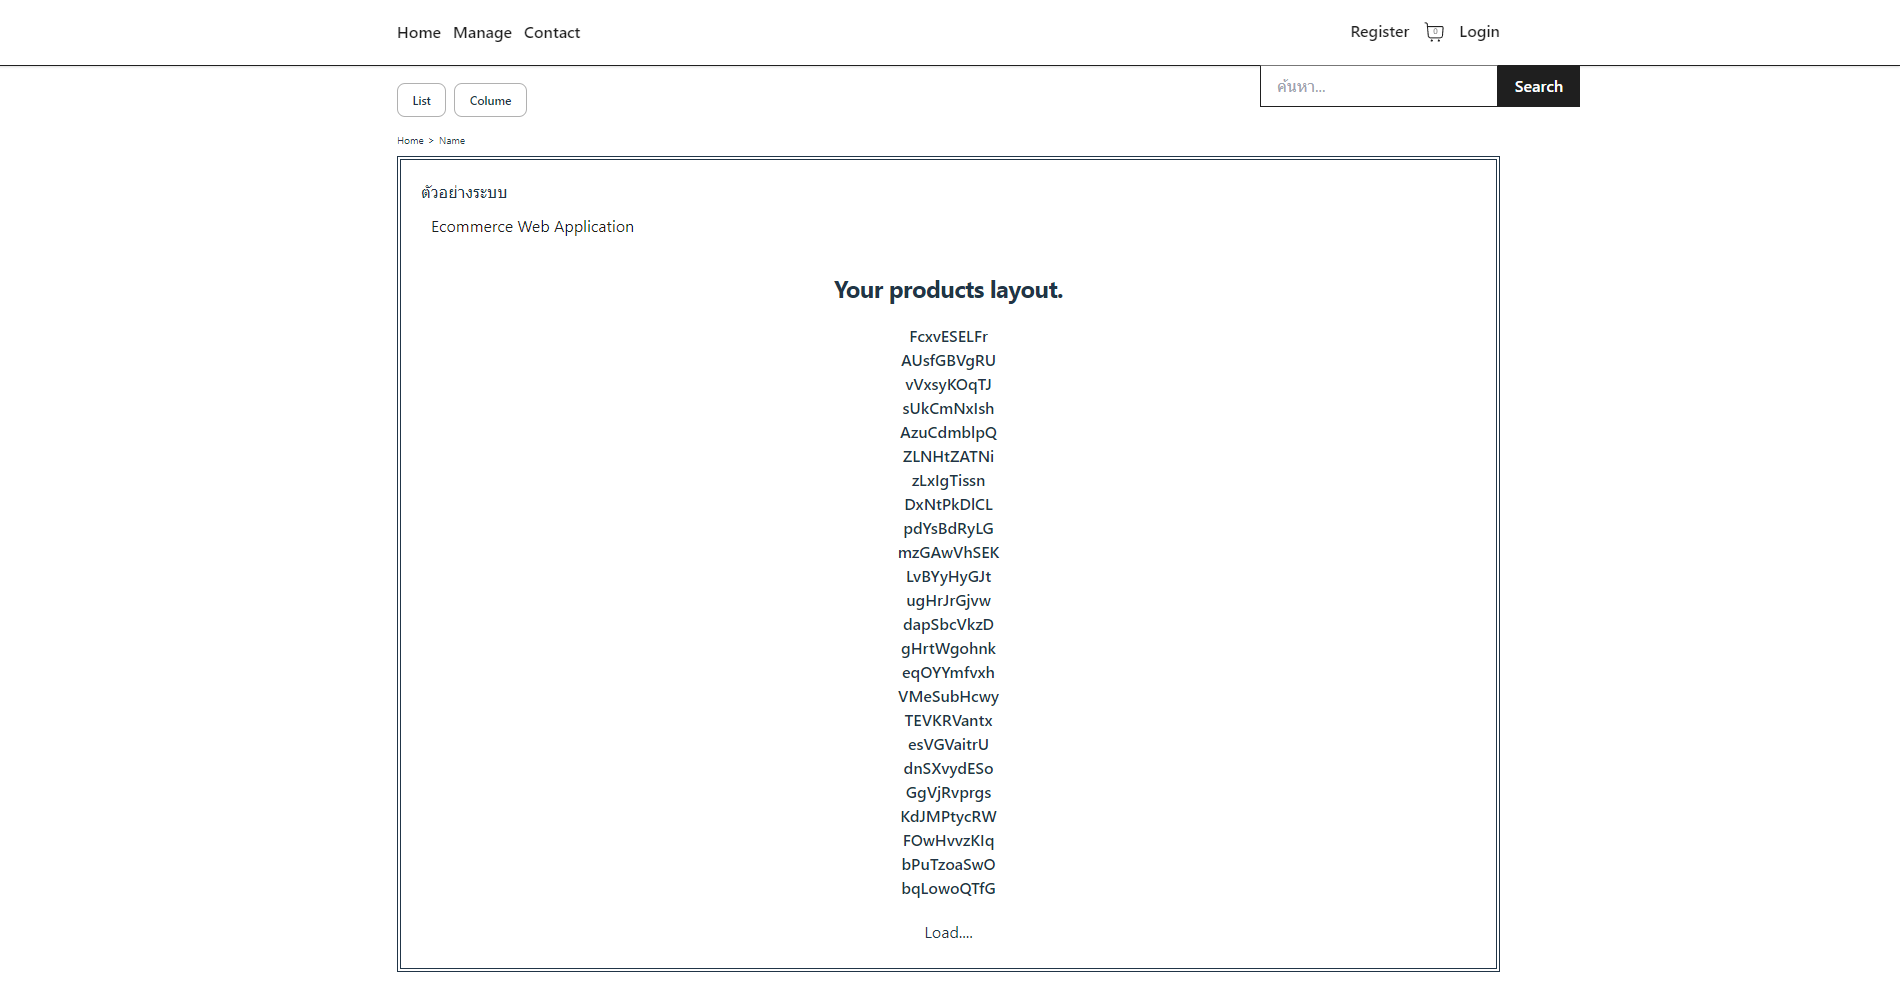 Home Manage Contact Register 0 Login
ค้นหา... Search
List Colume
Home > Name
ตัวอย่างระบบ
Ecommerce Web Application
Your products layout.
FcxvESELFr
AUsfGBVgRU
vVxsyKOqTJ
sUkCmNxIsh
AzuCdmblpQ
ZLNHtZATNi
zLxIgTissn
DxNtPkDlCL
pdYsBdRyLG
mzGAwVhSEK
LvBYyHyGJt
ugHrJrGjvw
dapSbcVkzD
gHrtWgohnk
eqOYYmfvxh
VMeSubHcwy
TEVKRVantx
esVGVaitrU
dnSXvydESo
GgVjRvprgs
KdJMPtycRW
FOwHvvzKIq
bPuTzoaSwO
bqLowoQTfG
Load....